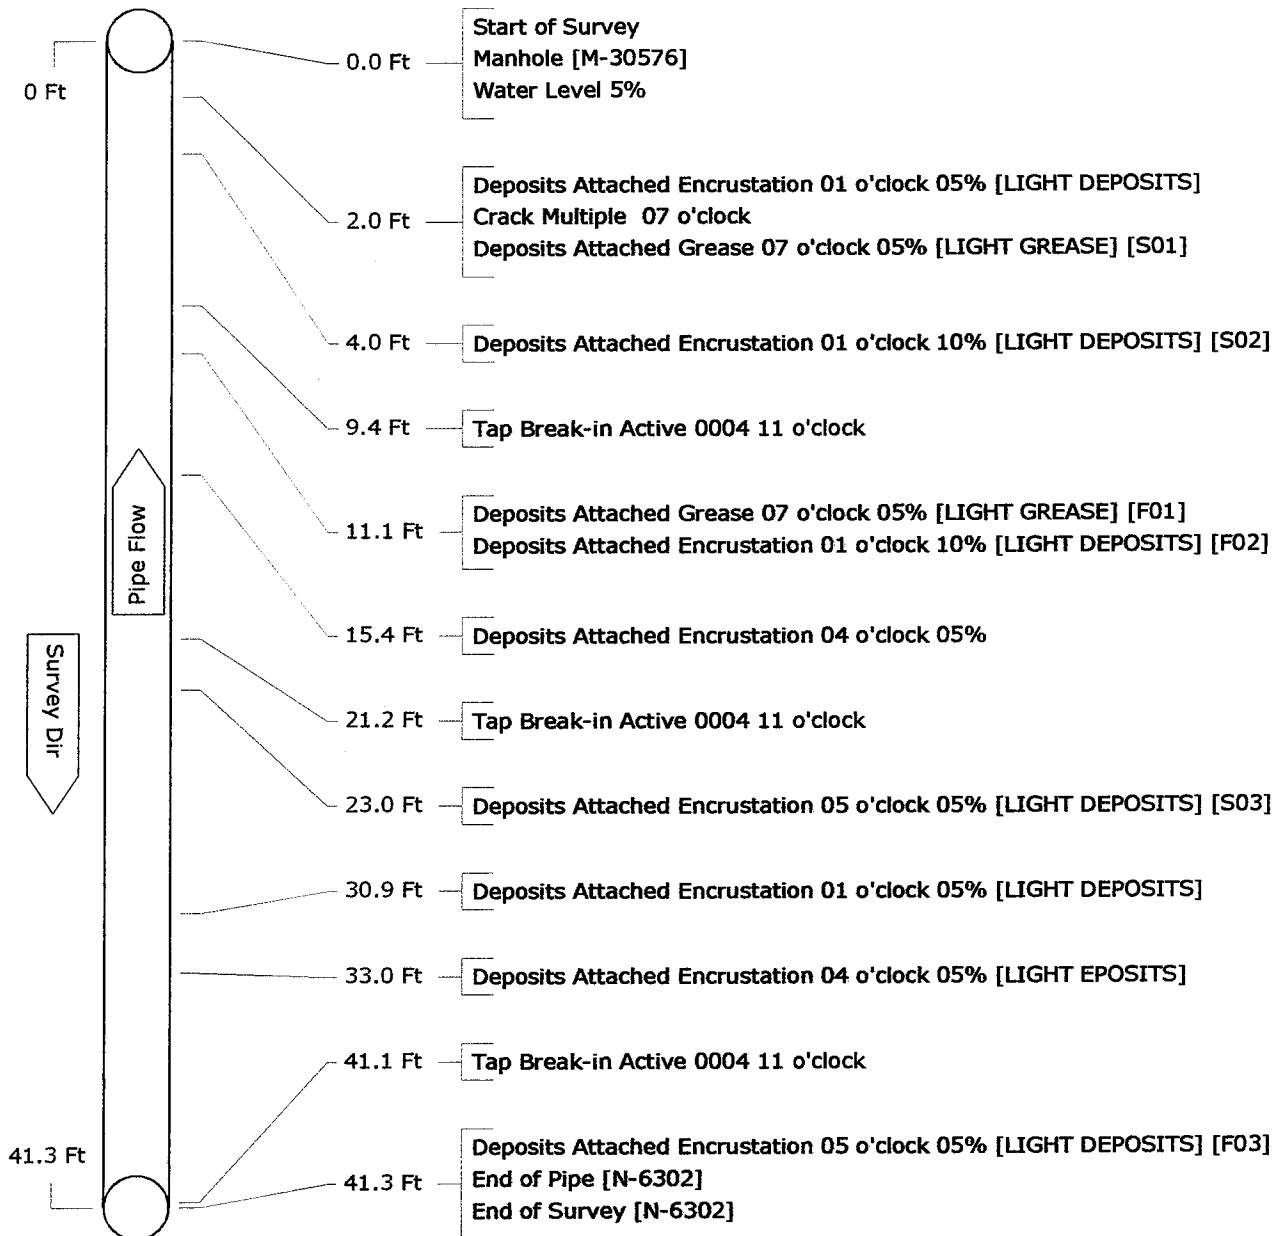 Start of Survey
0.0 Ft
Manhole [M-30576]
0 Ft
Water Level 5%
Deposits Attached Encrustation 01 o'clock 05% [LIGHT DEPOSITS]
2.0 Ft
Crack Multiple 07 o'clock
Deposits Attached Grease 07 o'clock 05% [LIGHT GREASE] [S01]
4.0 Ft
Deposits Attached Encrustation 01 o'clock 10% [LIGHT DEPOSITS] [S02]
9.4 Ft
Tap Break-in Active 0004 11 o'clock
Pipe Flow
11.1 Ft
Deposits Attached Grease 07 o'clock 05% [LIGHT GREASE] [F01]
Deposits Attached Encrustation 01 o'clock 10% [LIGHT DEPOSITS] [F02]
15.4 Ft
Deposits Attached Encrustation 04 o'clock 05%
Survey Dir
21.2 Ft
Tap Break-in Active 0004 11 o'clock
23.0 Ft
Deposits Attached Encrustation 05 o'clock 05% [LIGHT DEPOSITS] [S03]
30.9 Ft
Deposits Attached Encrustation 01 o'clock 05% [LIGHT DEPOSITS]
33.0 Ft
Deposits Attached Encrustation 04 o'clock 05% [LIGHT EPOSITS]
41.1 Ft
Tap Break-in Active 0004 11 o'clock
41.3 Ft
41.3 Ft
Deposits Attached Encrustation 05 o'clock 05% [LIGHT DEPOSITS] [F03]
End of Pipe [N-6302]
End of Survey [N-6302]